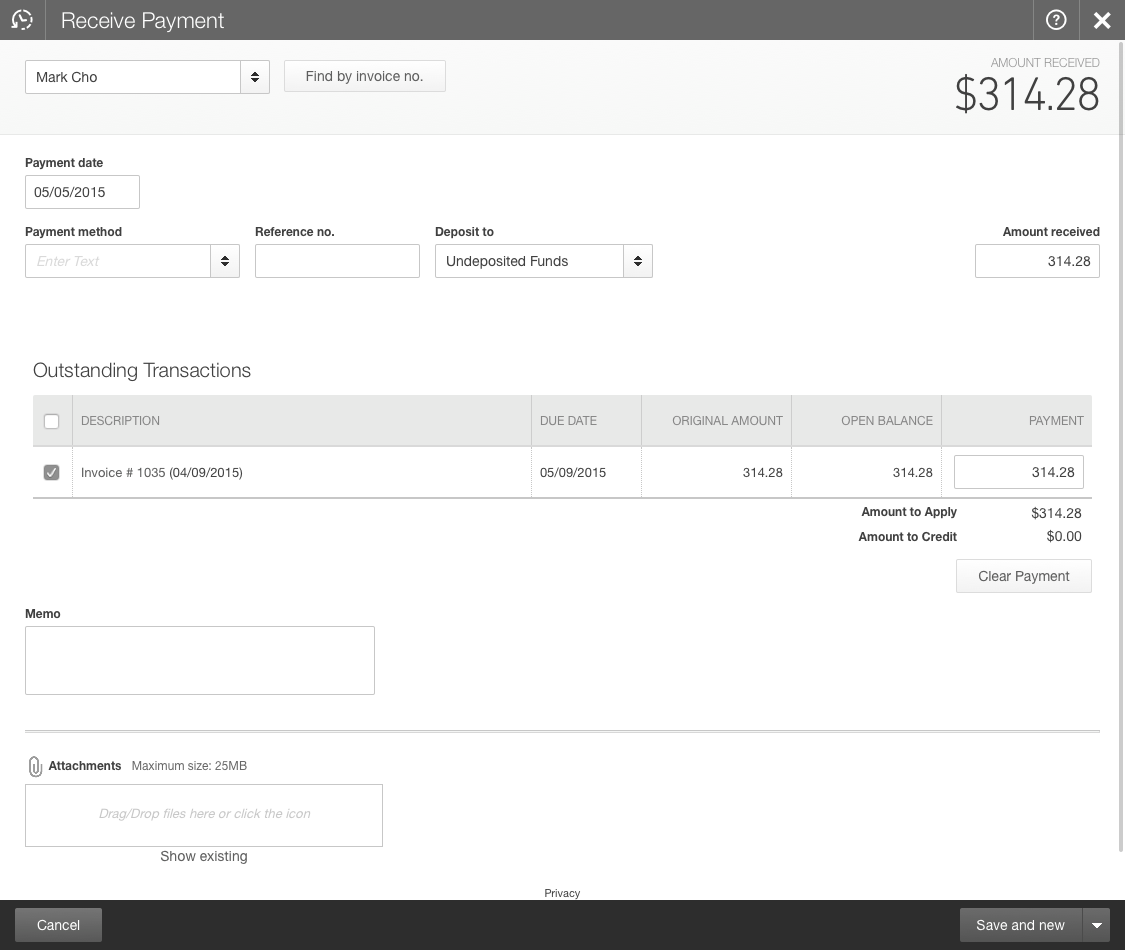 Receive Payment
Mark Cho
Find by invoice no.
AMOUNT RECEIVED
$314.28
Payment date
05/05/2015
Payment method
Reference no.
Deposit to
Amount received
Enter Text
Undeposited Funds
314.28
Outstanding Transactions
DESCRIPTION DUE DATE ORIGINAL AMOUNT OPEN BALANCE PAYMENT
Invoice # 1035 (04/09/2015) 05/09/2015 314.28 314.28 314.28
Amount to Apply $314.28
Amount to Credit $0.00
Clear Payment
Memo
Attachments Maximum size: 25MB
Drag/Drop files here or click the icon
Show existing
Privacy
Cancel
Save and new